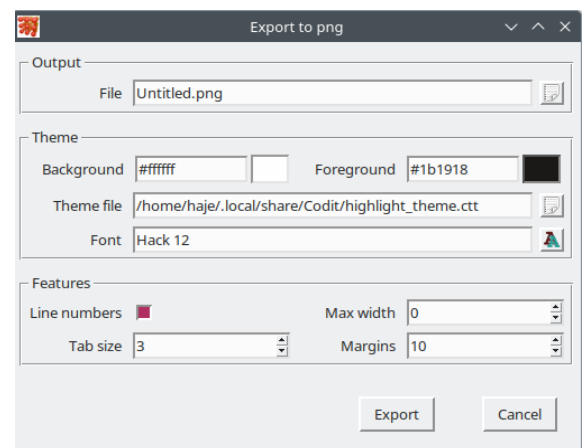 Export to png
Output
File Untitled.png
Theme
Background #ffffff Foreground #1b1918
Theme file /home/haje/.local/share/Codit/highlight_theme.ctt
Font Hack 12
Features
Line numbers Max width 0
Tab size 3 Margins 10
Export Cancel